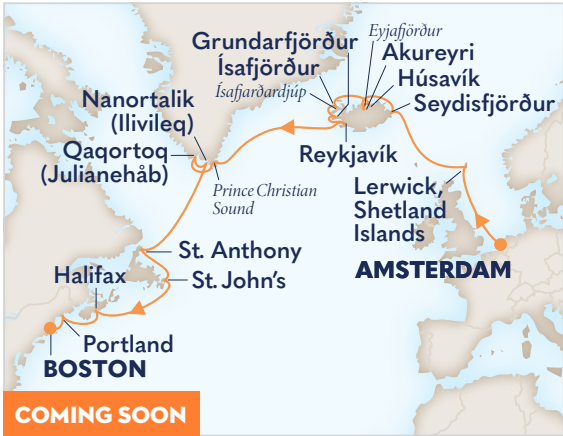 Eyjafjörður
Grundarfjörður
Akureyri
Ísafjörður
Húsavík
Ísafjarðardjúp
Seydisfjörður
Nanortalik
(Ilivileq)
Qaqortoq
(Julianehåb)
Reykjavík
Prince Christian
Sound
Lerwick,
Shetland
Islands
St. Anthony
AMSTERDAM
Halifax
St. John's
Portland
BOSTON
COMING SOON